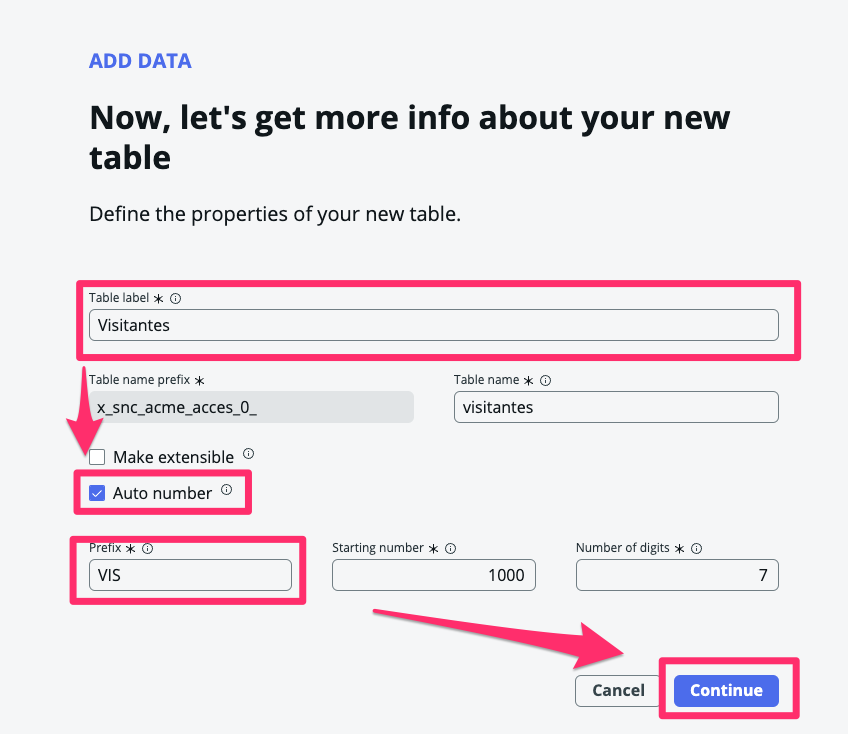 ADD DATA
Now, let's get more info about your new
table
Define the properties of your new table.
Table label *
Visitantes
Table name prefix * Table name *
x_snc_acme_acces_0_ visitantes
Make extensible
Auto number
Prefix * Starting number * Number of digits *
VIS 1000 7
Cancel Continue